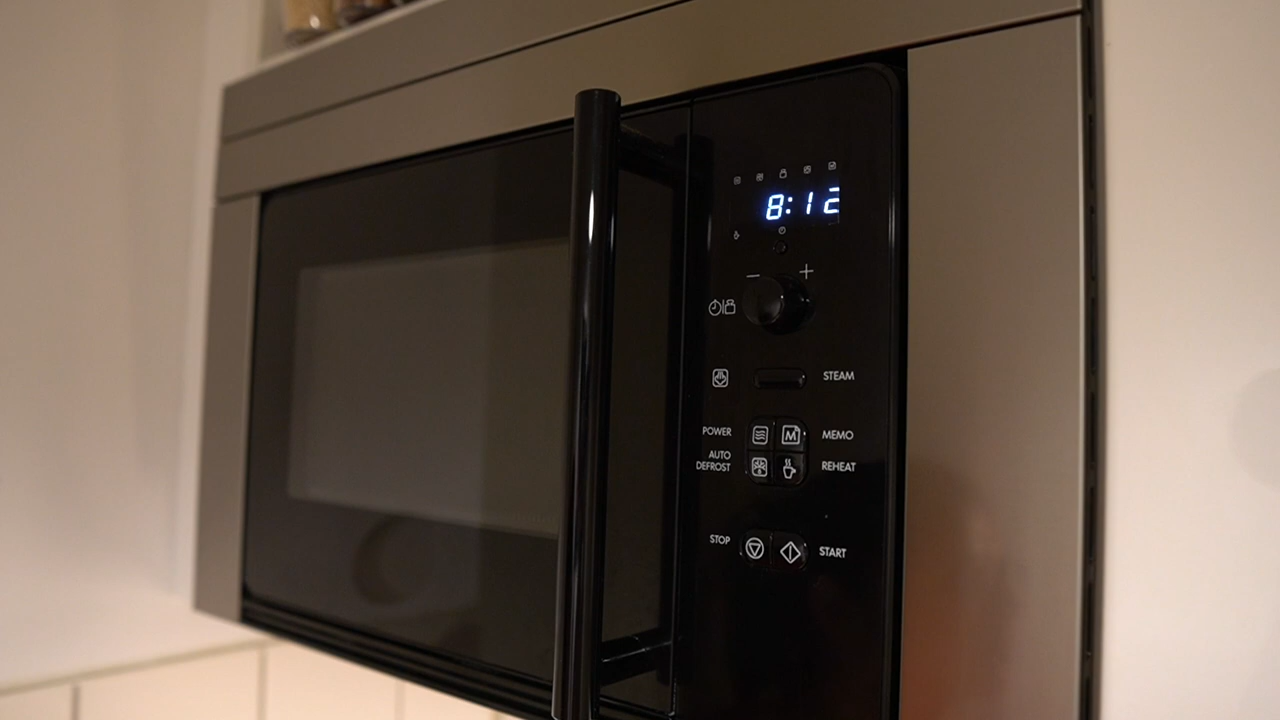 8:12
− +
STEAM
POWER M MEMO
AUTO
DEFROST REHEAT
STOP START